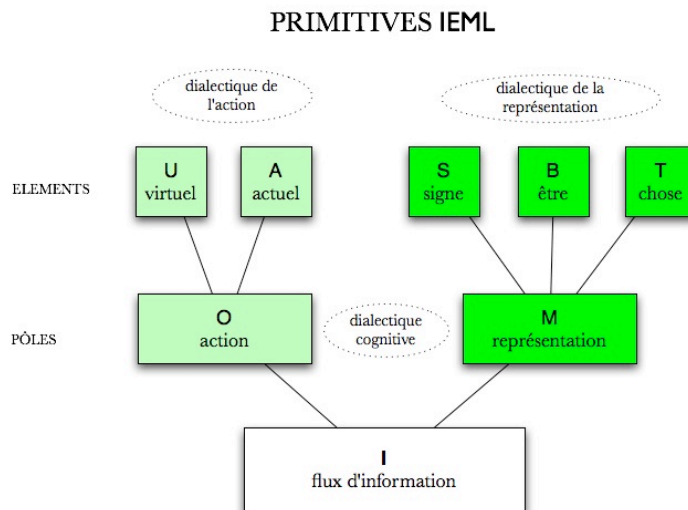 PRIMITIVES IEML
dialectique de
l'action
dialectique de la
représentation
ELEMENTS
U
virtuel
A
actuel
S
signe
B
être
T
chose
PÔLES
O
action
dialectique
cognitive
M
représentation
I
flux d'information